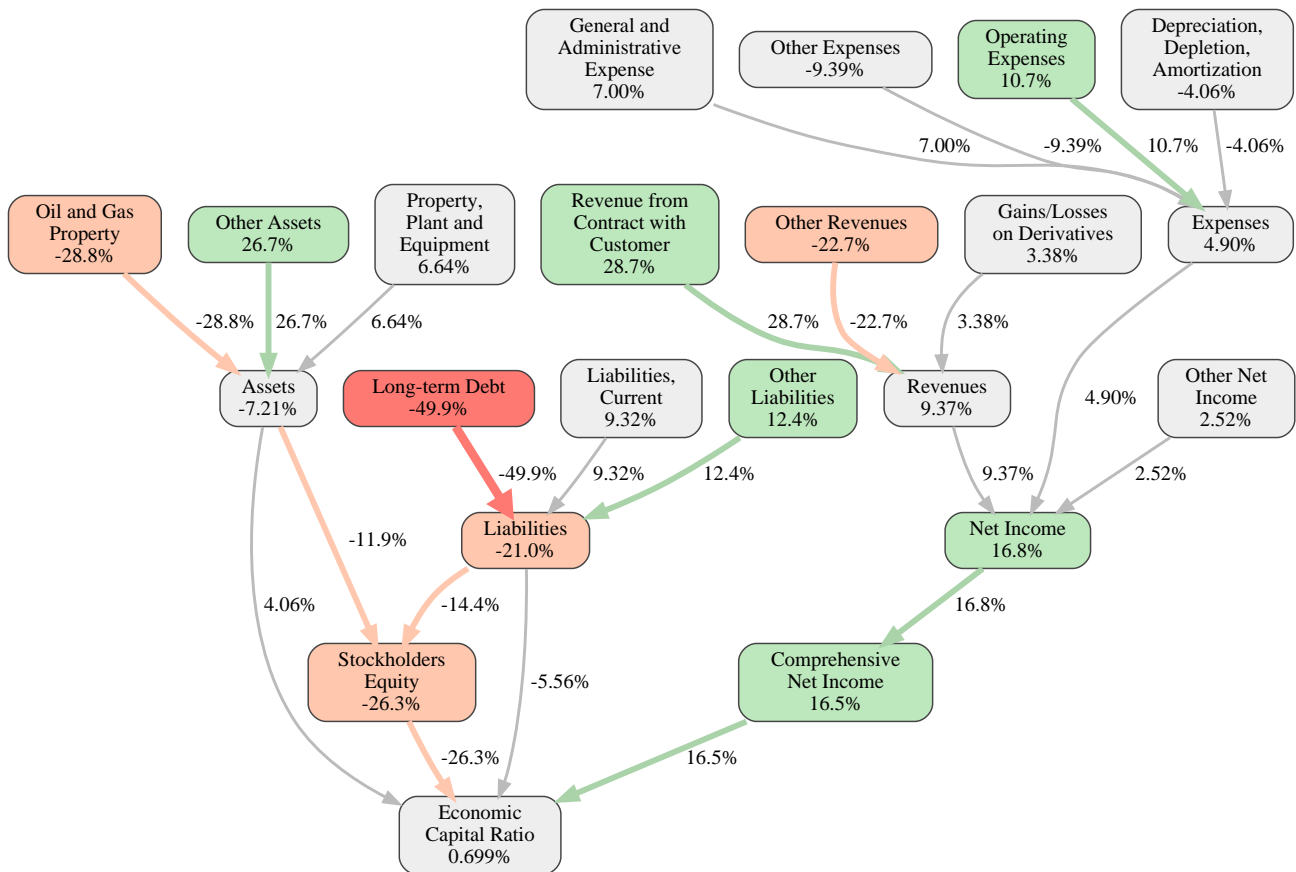 General and
Administrative
Expense
7.00%
Other Expenses
-9.39%
Operating
Expenses
10.7%
Depreciation,
Depletion,
Amortization
-4.06%
7.00%
-9.39%
10.7%
-4.06%
Oil and Gas
Property
-28.8%
Other Assets
26.7%
Property,
Plant and
Equipment
6.64%
Revenue from
Contract with
Customer
28.7%
Other Revenues
-22.7%
Gains/Losses
on Derivatives
3.38%
Expenses
4.90%
-28.8%
26.7%
6.64%
28.7%
-22.7%
3.38%
Assets
-7.21%
Long-term Debt
-49.9%
Liabilities,
Current
9.32%
Other
Liabilities
12.4%
Revenues
9.37%
4.90%
Other Net
Income
2.52%
-49.9%
9.32%
12.4%
9.37%
2.52%
-11.9%
Liabilities
-21.0%
Net Income
16.8%
4.06%
-14.4%
16.8%
Stockholders
Equity
-26.3%
-5.56%
Comprehensive
Net Income
16.5%
-26.3%
16.5%
Economic
Capital Ratio
0.699%